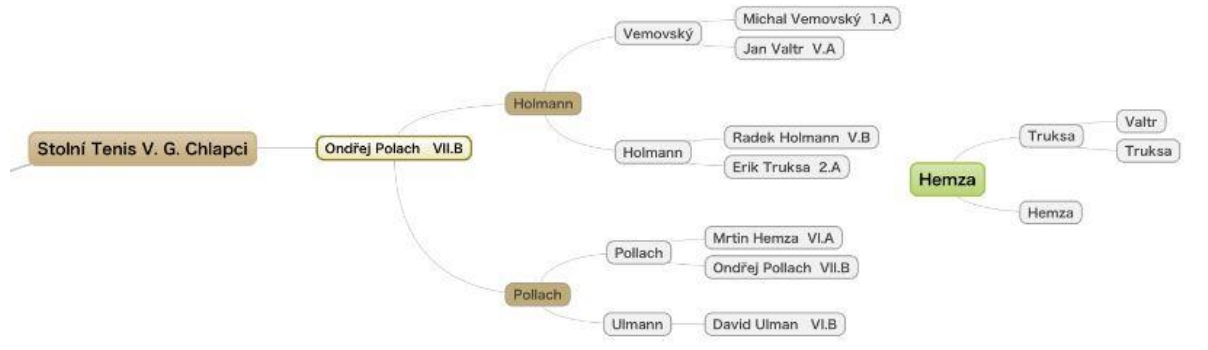 Michal Vemovský 1.A
Vemovský
Jan Valtr V.A
Holmann
Stolní Tenis V. G. Chlapci
Ondřej Polach VII.B
Radek Holmann V.B
Holmann
Erik Truksa 2.A
Mrtin Hemza VI.A
Pollach
Ondřej Pollach VII.B
Pollach
Ulmann
David Ulman VI.B
Valtr
Truksa
Truksa
Hemza
Hemza